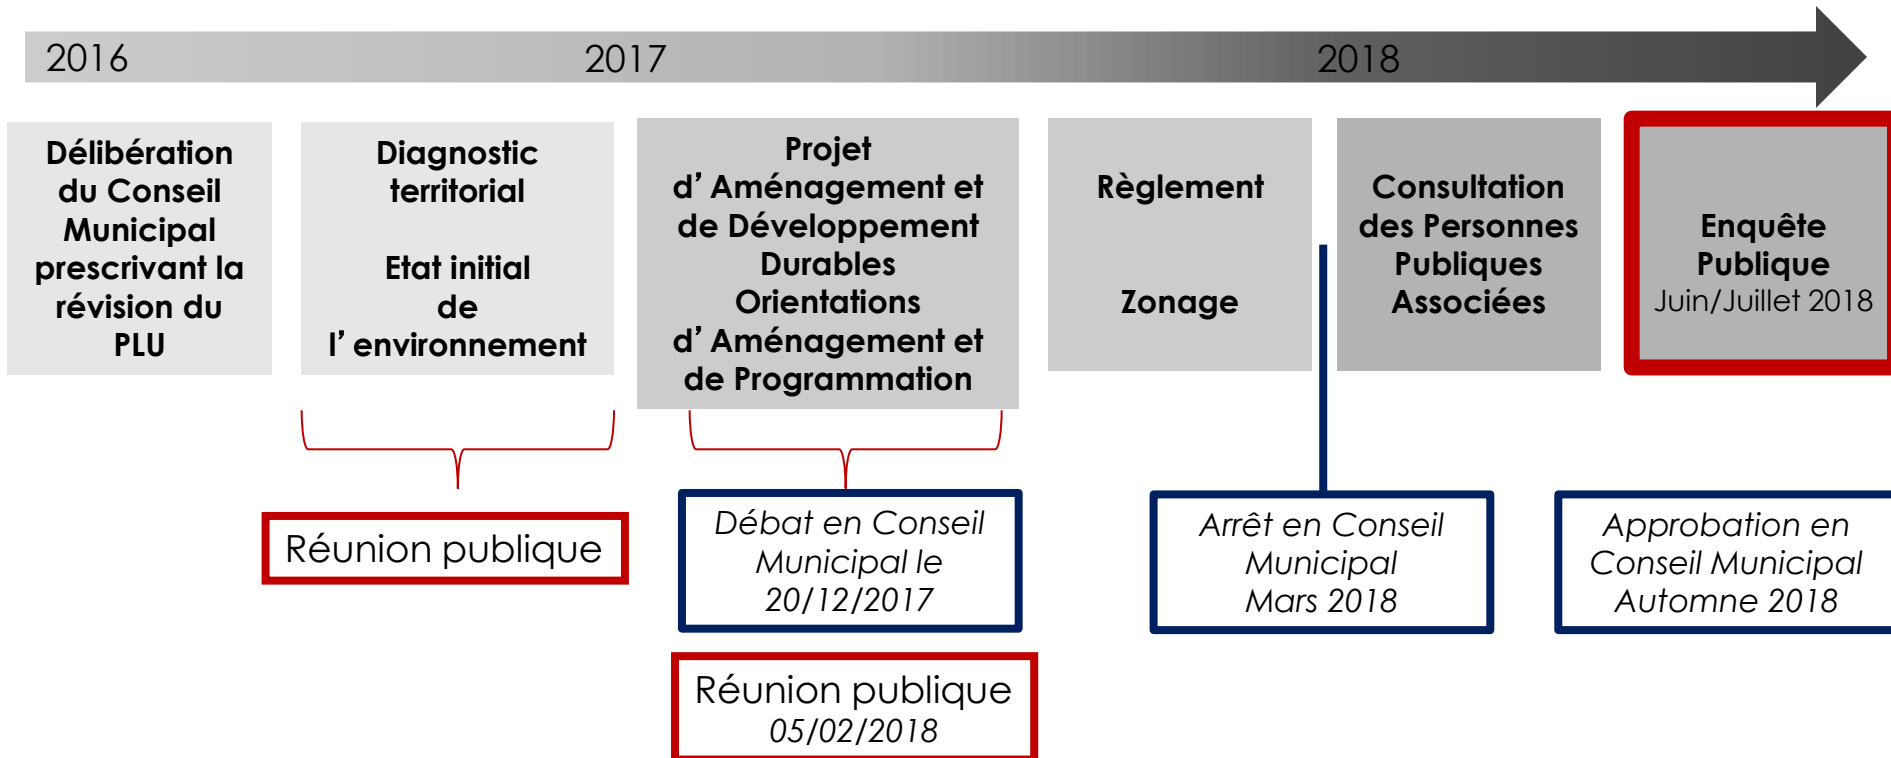 2016
2017
2018
Délibération
du Conseil
Municipal
prescrivant la
révision du
PLU
Diagnostic
territorial
Etat initial
de
l’ environnement
Projet
d’ Aménagement et
de Développement
Durables
Orientations
d’ Aménagement et
de Programmation
Règlement
Zonage
Consultation
des Personnes
Publiques
Associées
Enquête
Publique
Juin/Juillet 2018
Réunion publique
Débat en Conseil
Municipal le
20/12/2017
Réunion publique
05/02/2018
Arrêt en Conseil
Municipal
Mars 2018
Approbation en
Conseil Municipal
Automne 2018